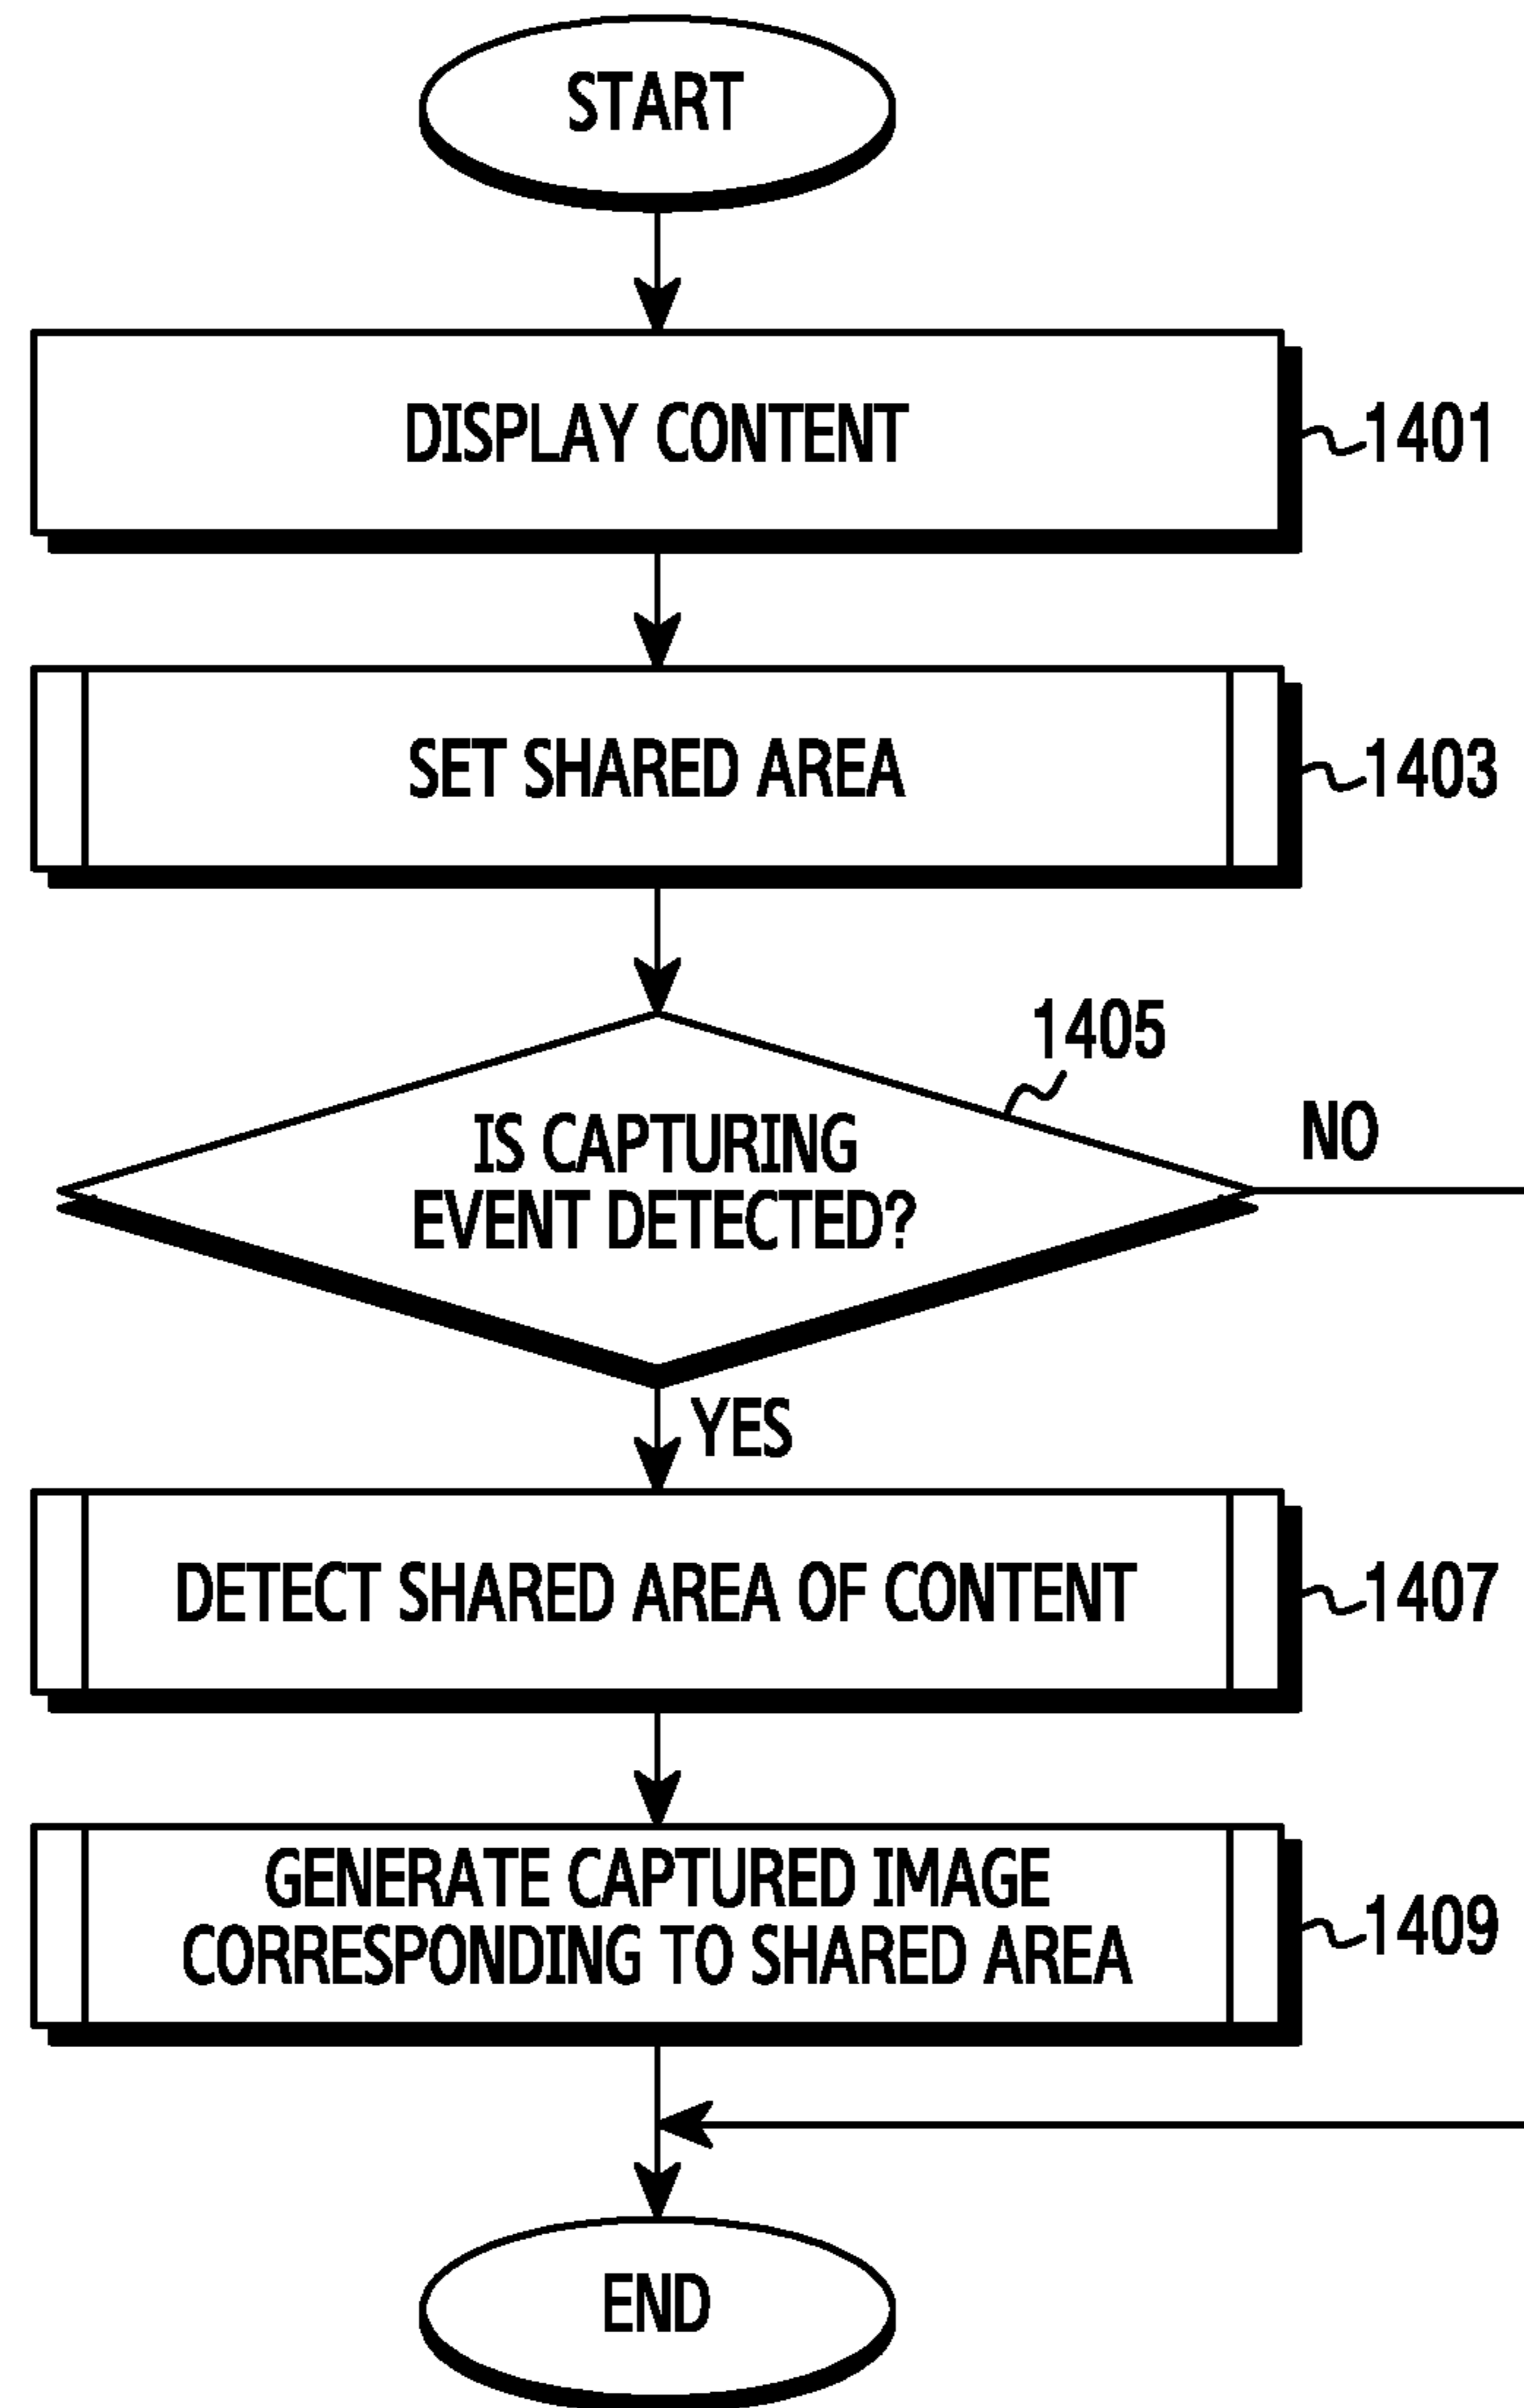 START
DISPLAY CONTENT
1401
SET SHARED AREA
1403
1405
IS CAPTURING
EVENT DETECTED?
NO
YES
DETECT SHARED AREA OF CONTENT
1407
GENERATE CAPTURED IMAGE
CORRESPONDING TO SHARED AREA
1409
END